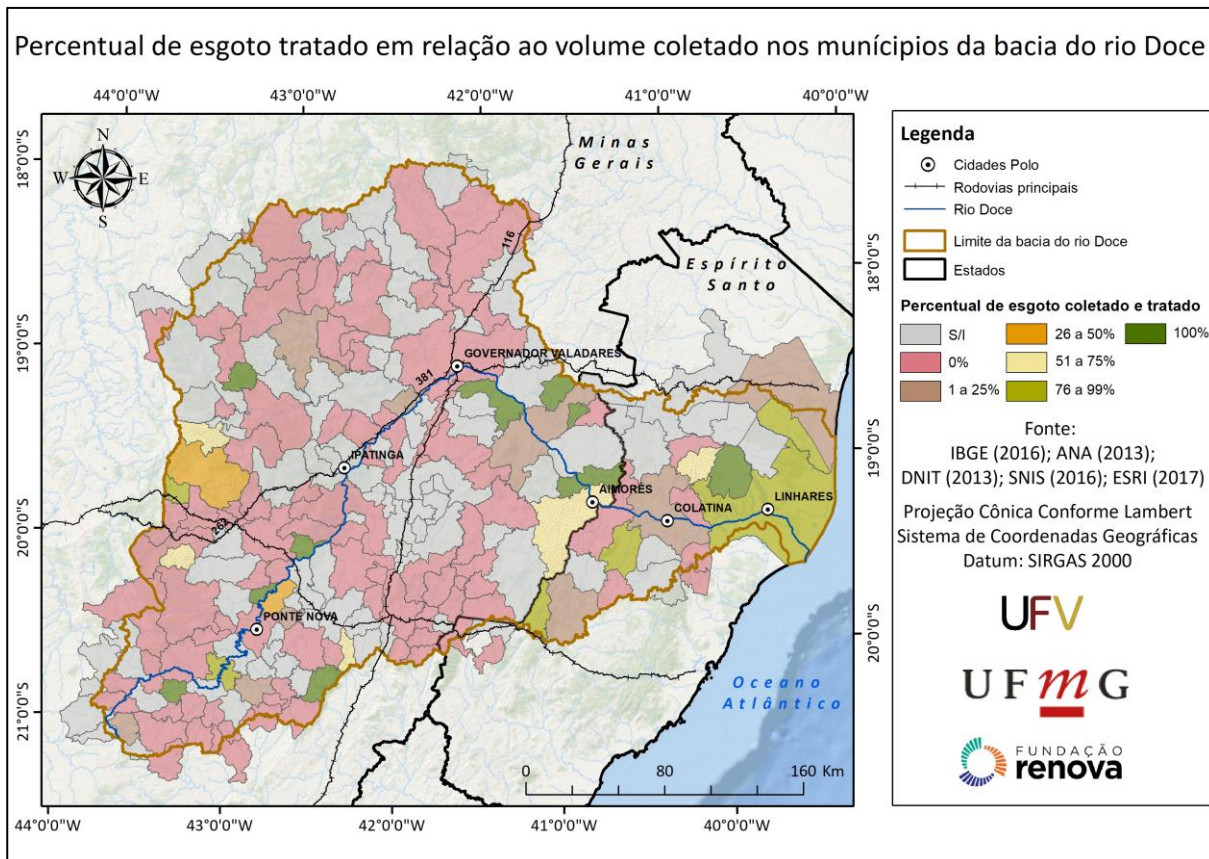 Percentual de esgoto tratado em relação ao volume coletado nos munícipios da bacia do rio Doce
44°0'0"W
43°0'0"W
42°0'0"W
41°0'0"W
40°0'0"W
18°0'0"S
19°0'0"S
20°0'0"S
21°0'0"S
N
W
E
S
Minas
Gerais
Espírito
Santo
116
381
262
GOVERNADOR VALADARES
IPATINGA
AIMORÉS
COLATINA
LINHARES
PONTE NOVA
Oceano
Atlântico
0
80
160 Km
18°0'0"S
19°0'0"S
20°0'0"S
44°0'0"W
43°0'0"W
42°0'0"W
41°0'0"W
40°0'0"W
Legenda
Cidades Polo
Rodovias principais
Rio Doce
Limite da bacia do rio Doce
Estados
Percentual de esgoto coletado e tratado
S/I
0%
1 a 25%
26 a 50%
51 a 75%
76 a 99%
100%
Fonte:
IBGE (2016); ANA (2013);
DNIT (2013); SNIS (2016); ESRI (2017)
Projeção Cônica Conforme Lambert
Sistema de Coordenadas Geográficas
Datum: SIRGAS 2000
UFV
UFmG
FUNDAÇÃO
renova